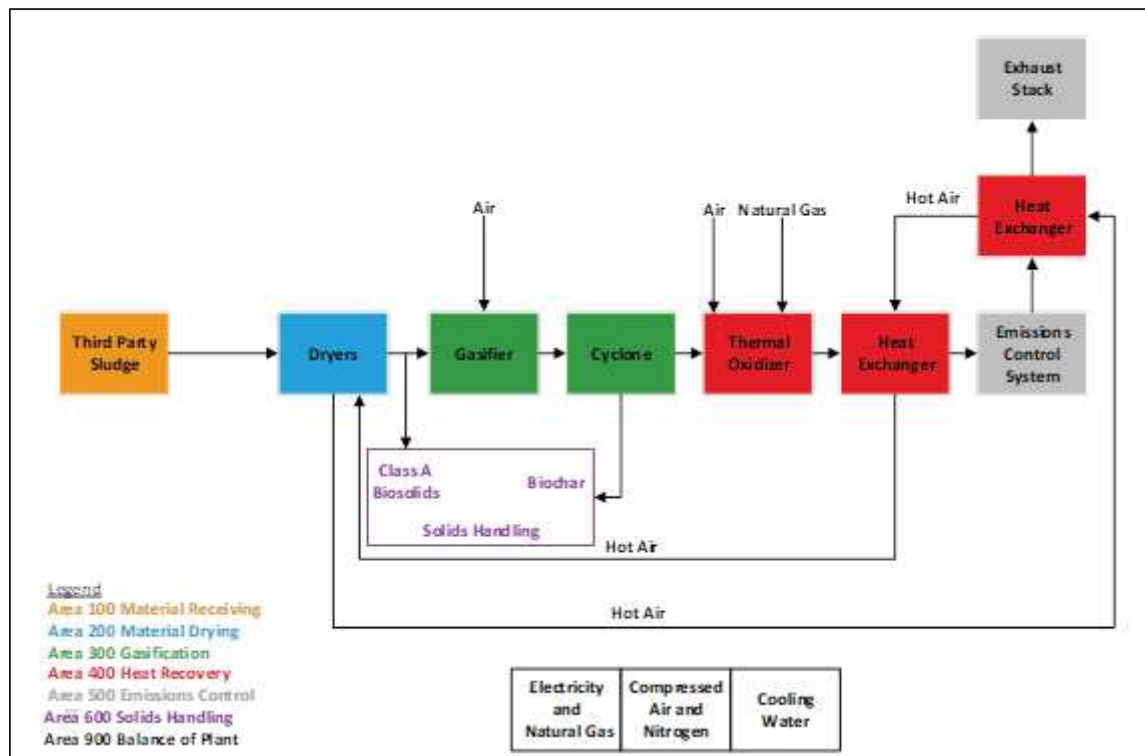 Exhaust
Stack
Hot Air
Heat
Exchanger
Air
Air
Natural Gas
Third Party
Sludge
Dryers
Gasifier
Cyclone
Thermal
Oxidizer
Heat
Exchanger
Emissions
Control
System
Class A
Biosolids
Biochar
Solids Handling
Hot Air
Hot Air
Legend
Area 100 Material Receiving
Area 200 Material Drying
Area 300 Gasification
Area 400 Heat Recovery
Area 500 Emissions Control
Area 600 Solids Handling
Area 900 Balance of Plant
Electricity
and
Natural Gas
Compressed
Air and
Nitrogen
Cooling
Water